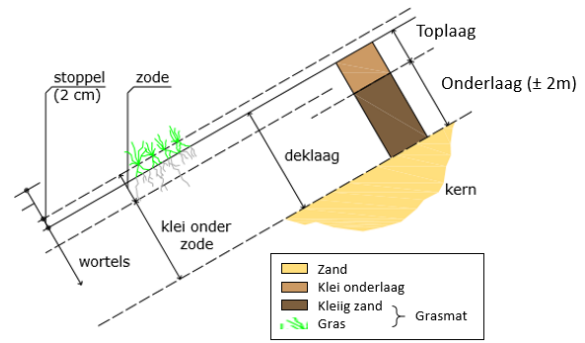 Toplaag
stoppel
(2 cm)
zode
Onderlaag (± 2m)
deklaag
kern
klei onder
zode
wortels
Zand
Klei onderlaag
Kleiig zand
Gras
Grasmat